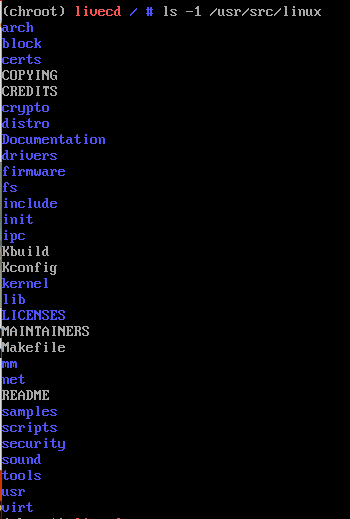 (chroot) livecd / # ls -1 /usr/src/linux
arch
block
certs
COPYING
CREDITS
crypto
distro
Documentation
drivers
firmware
fs
include
init
ipc
Kbuild
Kconfig
kernel
lib
LICENSES
MAINTAINERS
Makefile
mm
net
README
samples
scripts
security
sound
tools
usr
virt